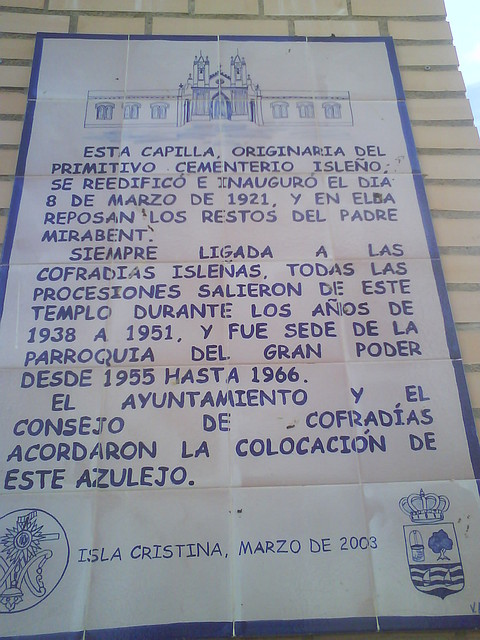 ESTA CAPILLA, ORIGINARIA DEL
PRIMITIVO CEMENTERIO ISLEÑO,
SE REEDIFICÓ E INAUGURÓ EL DIA
8 DE MARZO DE 1921, Y EN ELLA
REPOSAN LOS RESTOS DEL PADRE
MIRABENT.
SIEMPRE LIGADA A LAS
COFRADIAS ISLEÑAS, TODAS LAS
PROCESIONES SALIERON DE ESTE
TEMPLO DURANTE LOS AÑOS DE
1938 A 1951, Y FUE SEDE DE LA
PARROQUIA DEL GRAN PODER
DESDE 1955 HASTA 1966.
EL AYUNTAMIENTO Y EL
CONSEJO DE COFRADÍAS
ACORDARON LA COLOCACIÓN DE
ESTE AZULEJO.
ISLA CRISTINA, MARZO DE 2003